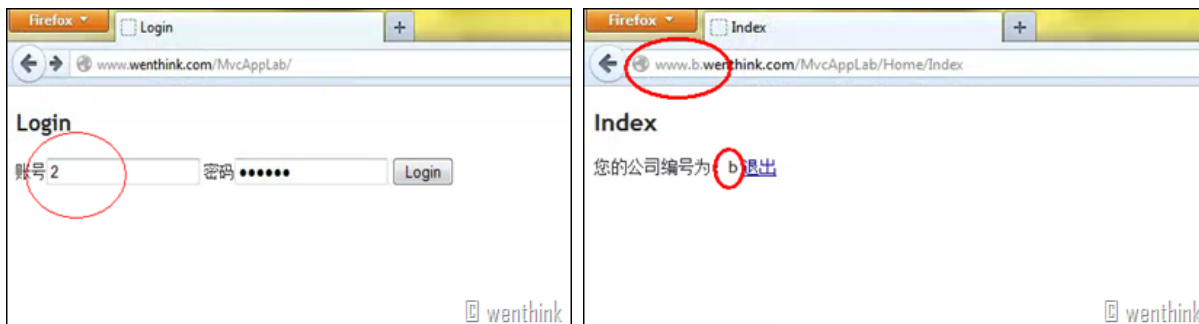 Firefox
Login
+
www.wenthink.com/MvcAppLab/
Login
账号 2 密码 ●●●●●● Login
© wenthink
Firefox
Index
+
www.b.wenthink.com/MvcAppLab/Home/Index
Index
您的公司编号为: b 退出
© wenthink